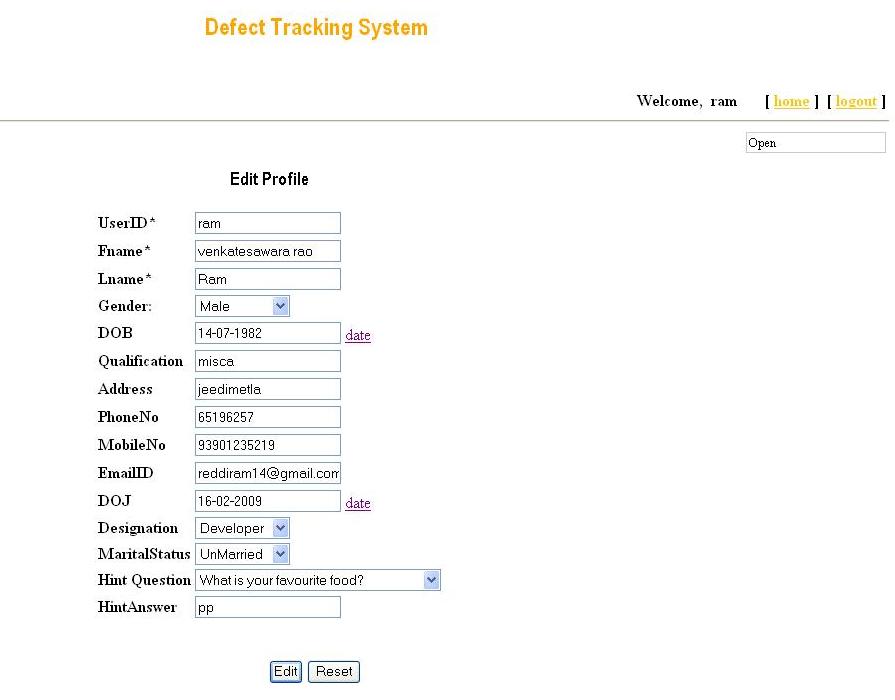 Defect Tracking System
Welcome, ram [ home ] [ logout ]
Open
Edit Profile
UserID* ram
Fname* venkatesawara rao
Lname* Ram
Gender: Male
DOB 14-07-1982 date
Qualification misca
Address jeedimetla
PhoneNo 65196257
MobileNo 93901235219
EmailID reddiram14@gmail.com
DOJ 16-02-2009 date
Designation Developer
MaritalStatus UnMarried
Hint Question What is your favourite food?
HintAnswer pp
Edit Reset